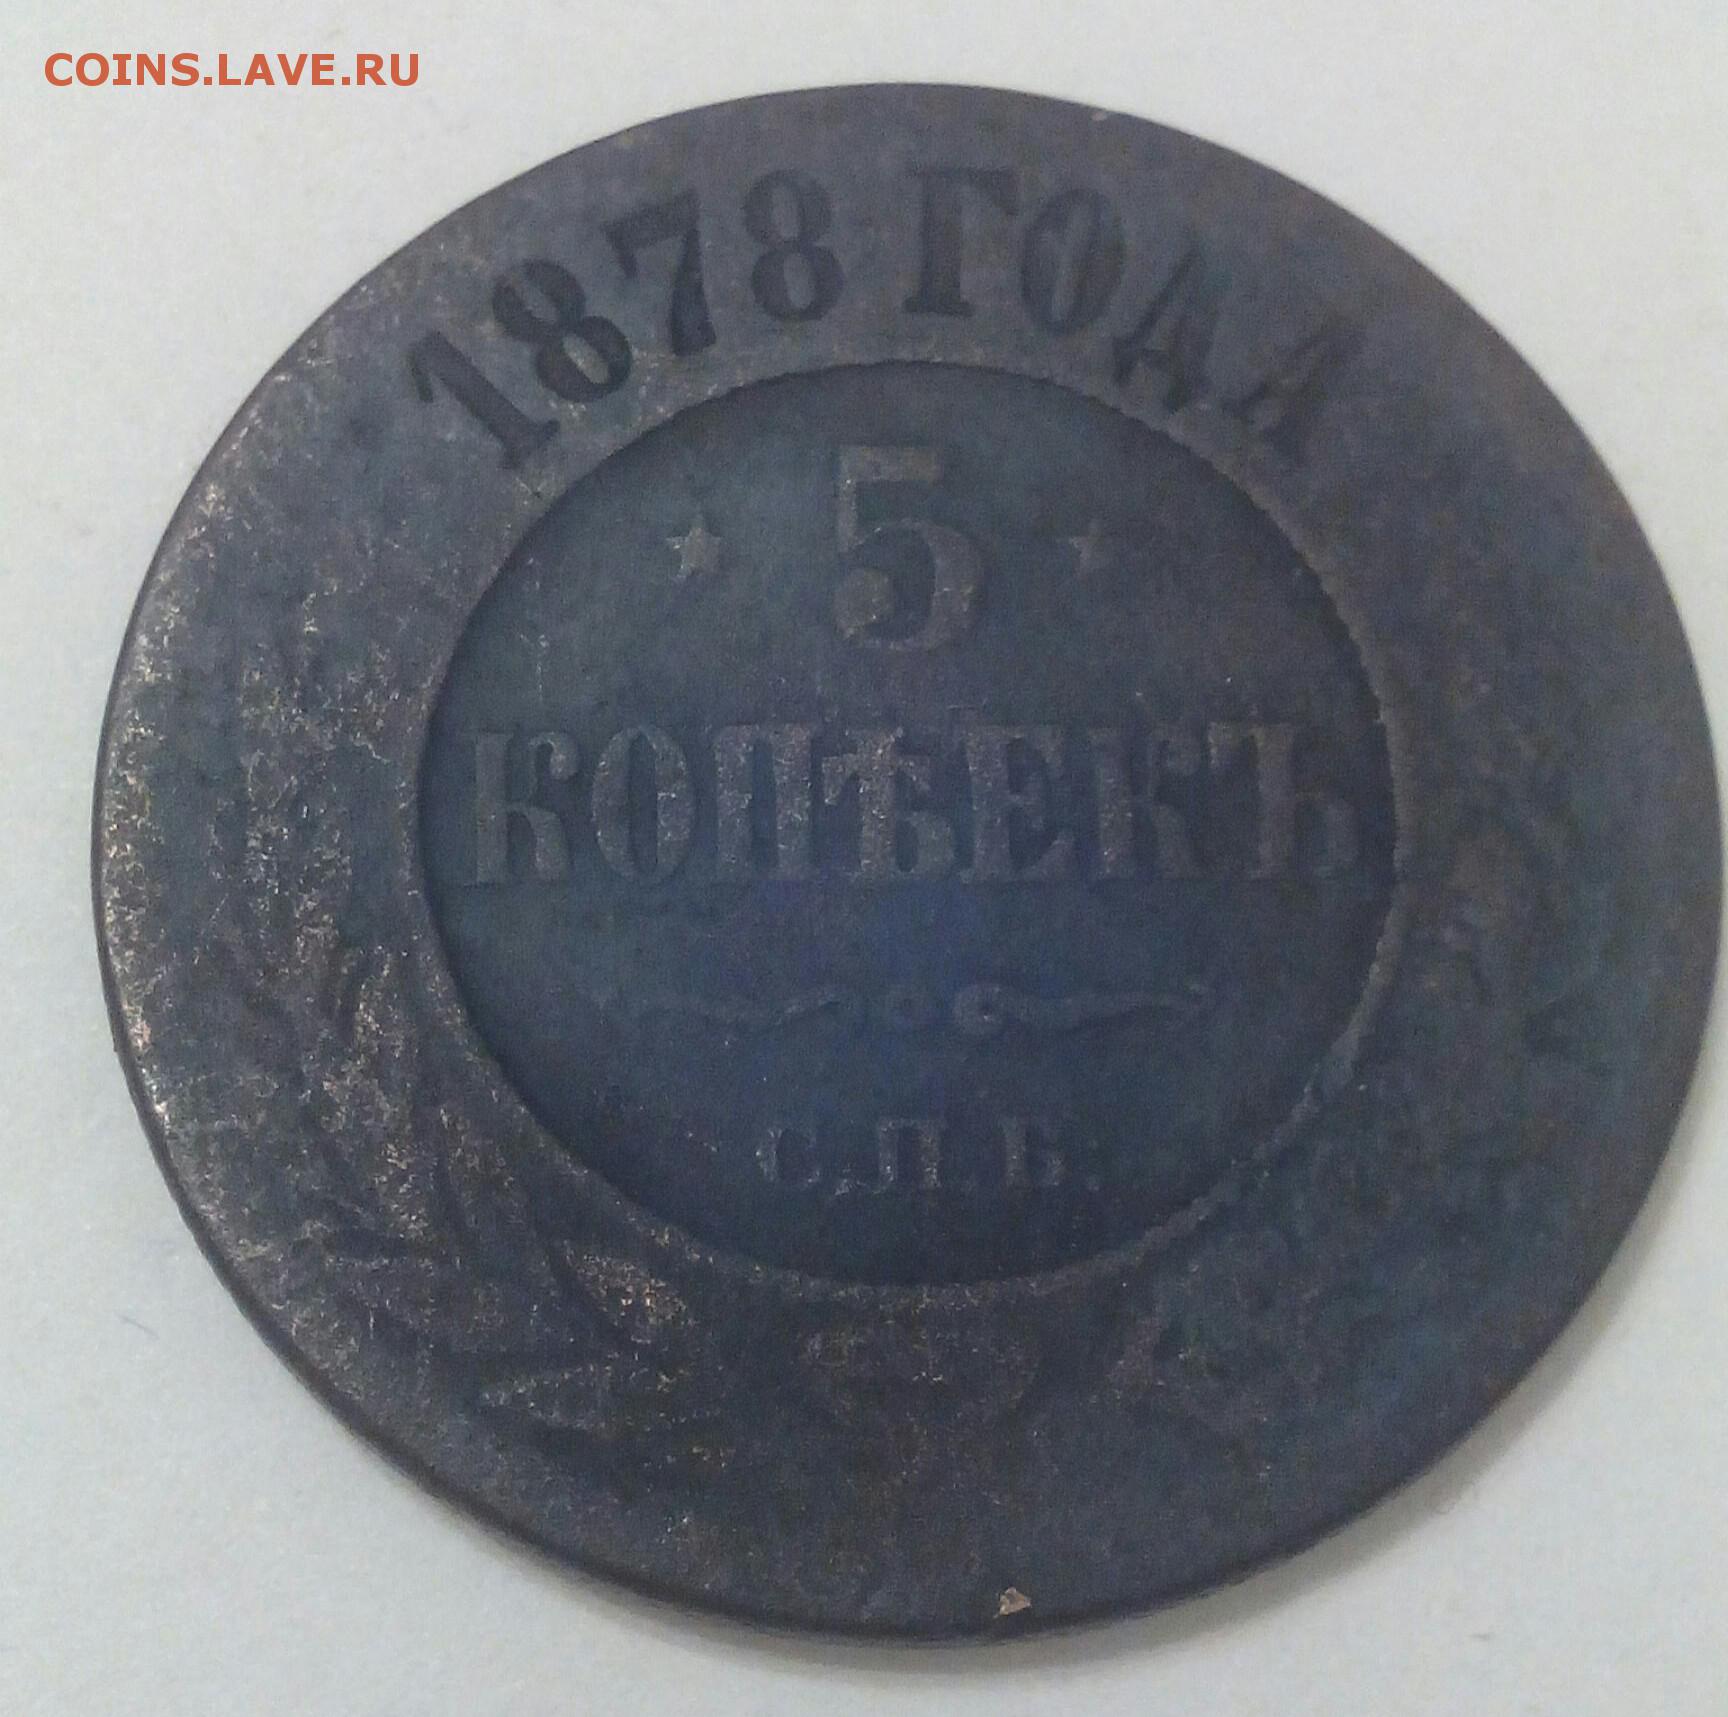 COINS.LAVE.RU
1878 ГОДА
5
КОПѢЕКЪ
С.П.Б.